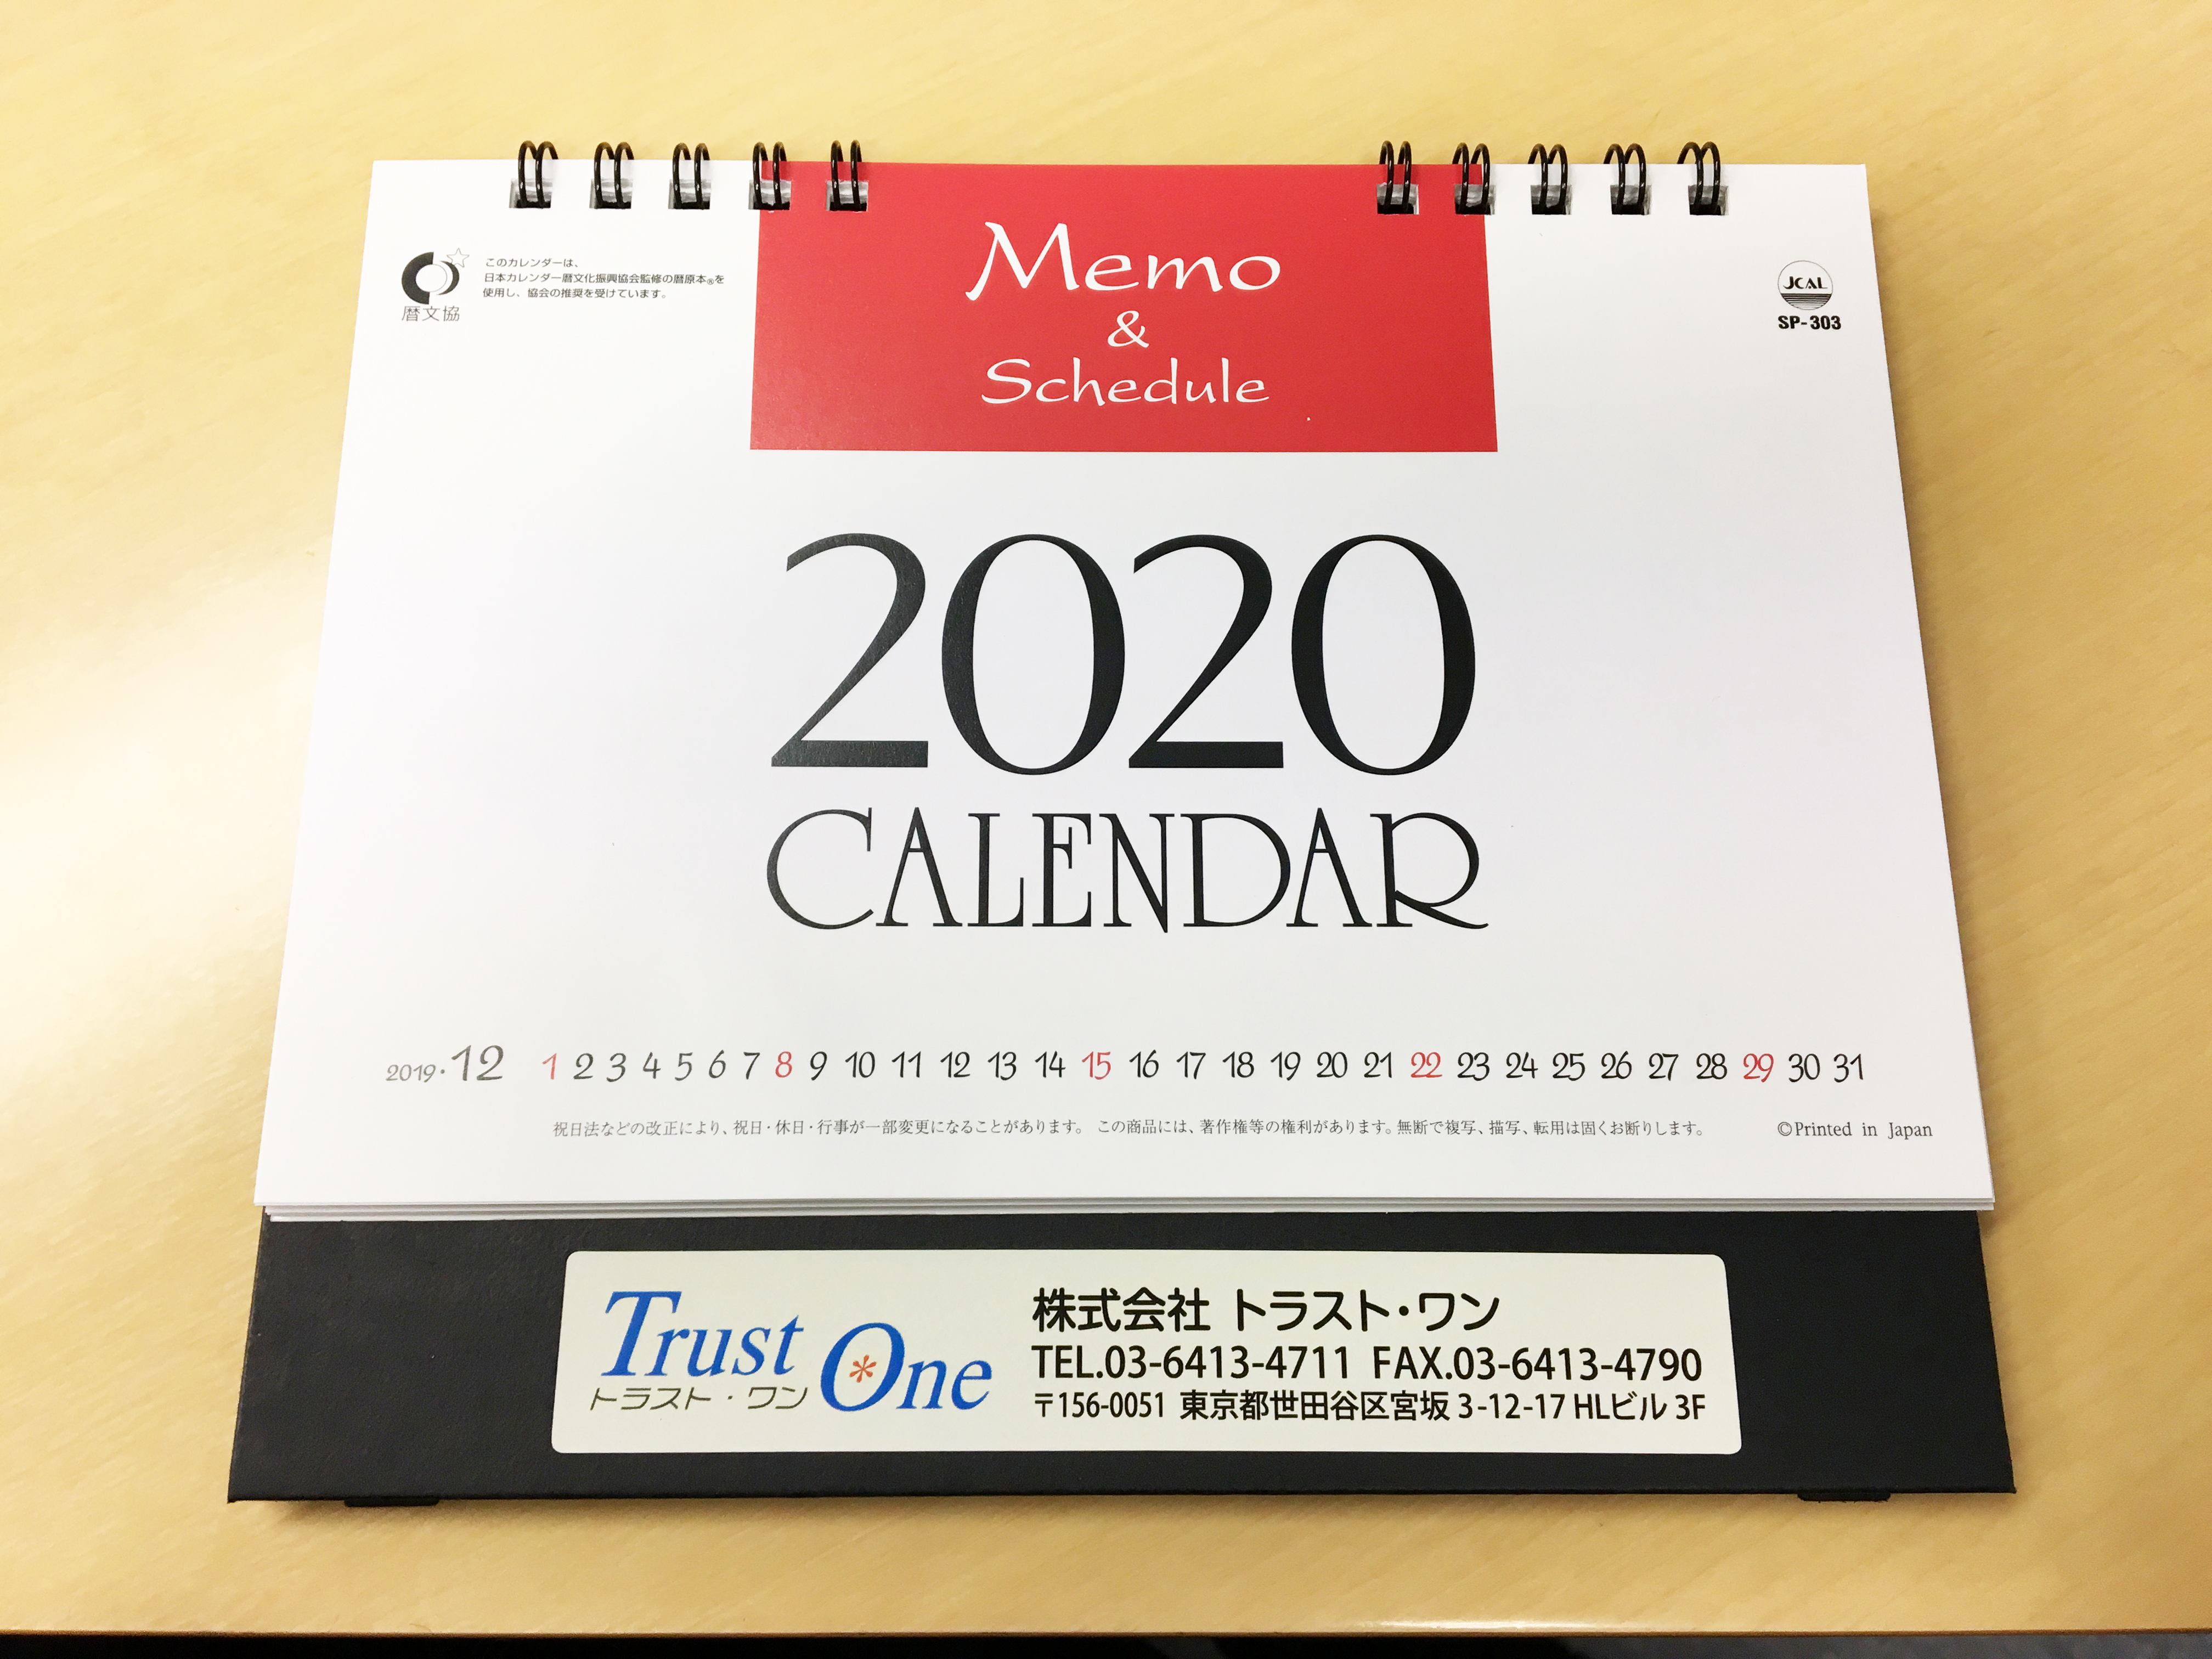 Memo
&
Schedule
このカレンダーは、
日本カレンダー暦文化振興協会監修の暦原本®を
使用し、協会の推奨を受けています。
暦文協
JCAL
SP-303
2020
CALENDAR
2019・12 1 2 3 4 5 6 7 8 9 10 11 12 13 14 15 16 17 18 19 20 21 22 23 24 25 26 27 28 29 30 31
祝日法などの改正により、祝日・休日・行事が一部変更になることがあります。 この商品には、著作権等の権利があります。無断で複写、描写、転用は固くお断りします。 ©Printed in Japan
Trust One
トラスト・ワン
株式会社 トラスト・ワン
TEL.03-6413-4711 FAX.03-6413-4790
〒156-0051 東京都世田谷区宮坂 3-12-17 HLビル 3F